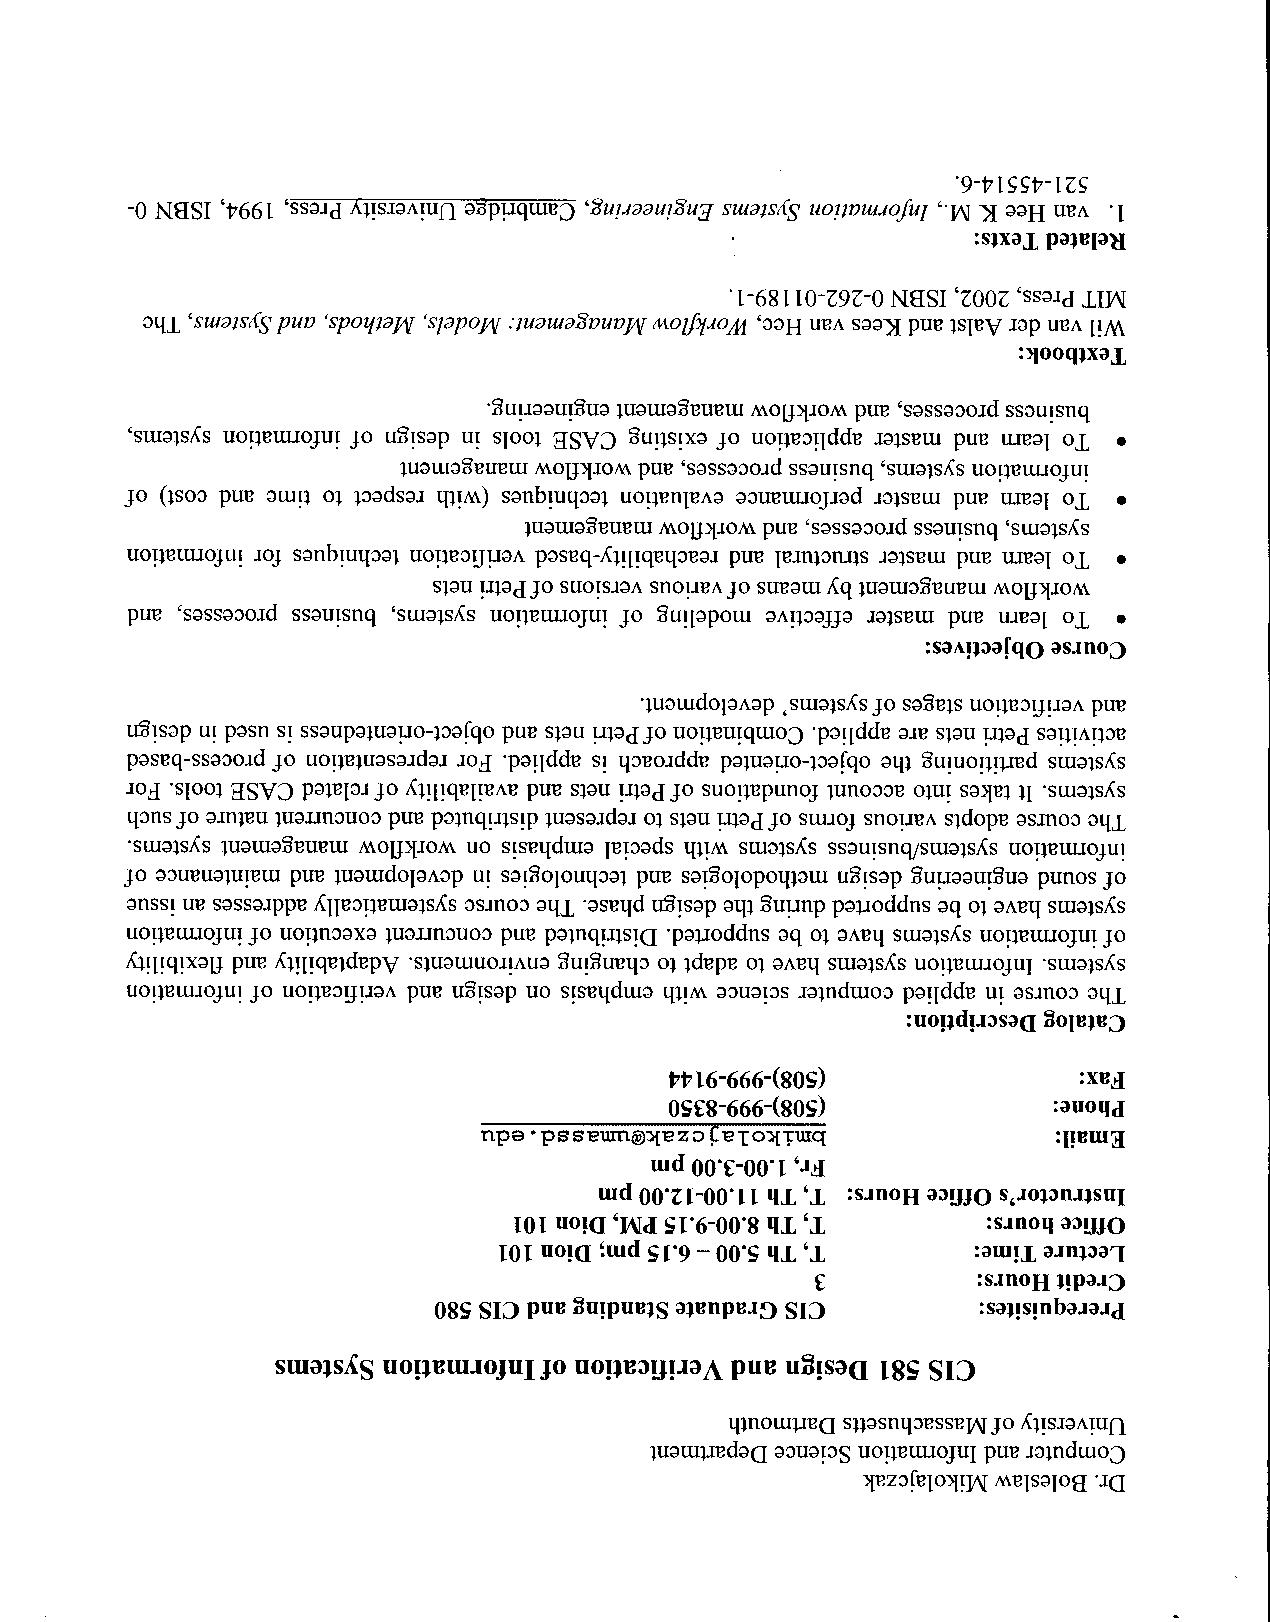 Dr. Boleslaw Mikolajczak
Computer and Information Science Department
University of Massachusetts Dartmouth
CIS 581 Design and Verification of Information Systems
Prerequisites: CIS Graduate Standing and CIS 580
Credit Hours: 3
Lecture Time: T, Th 5.00 – 6.15 pm; Dion 101
Office hours: T, Th 8.00-9.15 PM, Dion 101
Instructor's Office Hours: T, Th 11.00-12.00 pm
Fr, 1.00-3.00 pm
Email: bmikolajczak@umassd.edu
Phone: (508)-999-8350
Fax: (508)-999-9144
Catalog Description:
The course in applied computer science with emphasis on design and verification of information
systems. Information systems have to adapt to changing environments. Adaptability and flexibility
of information systems have to be supported. Distributed and concurrent execution of information
systems have to be supported during the design phase. The course systematically addresses an issue
of sound engineering design methodologies and technologies in development and maintenance of
information systems/business systems with special emphasis on workflow management systems.
The course adopts various forms of Petri nets to represent distributed and concurrent nature of such
systems. It takes into account foundations of Petri nets and availability of related CASE tools. For
systems partitioning the object-oriented approach is applied. For representation of process-based
activities Petri nets are applied. Combination of Petri nets and object-orientedness is used in design
and verification stages of systems' development.
Course Objectives:
• To learn and master effective modeling of information systems, business processes, and
workflow management by means of various versions of Petri nets
• To learn and master structural and reachability-based verification techniques for information
systems, business processes, and workflow management
• To learn and master performance evaluation techniques (with respect to time and cost) of
information systems, business processes, and workflow management
• To learn and master application of existing CASE tools in design of information systems,
business processes, and workflow management engineering.
Textbook:
Wil van der Aalst and Kees van Hee, Workflow Management: Models, Methods, and Systems, The
MIT Press, 2002, ISBN 0-262-01189-1.
Related Texts:
1. van Hee K. M., Information Systems Engineering, Cambridge University Press, 1994, ISBN 0-
521-45514-6.